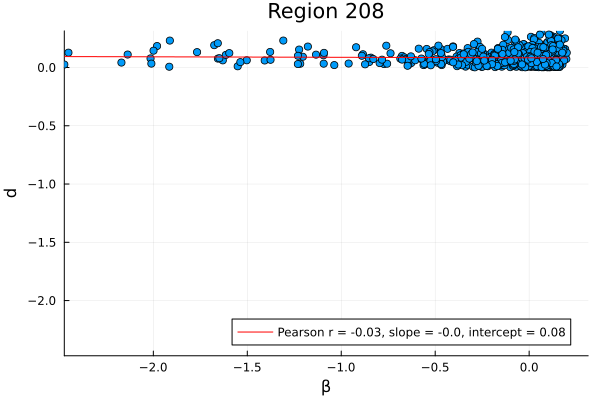 Region 208
d
0.0
−0.5
−1.0
−1.5
−2.0
Pearson r = -0.03, slope = -0.0, intercept = 0.08
−2.0 −1.5 −1.0 −0.5 0.0
β